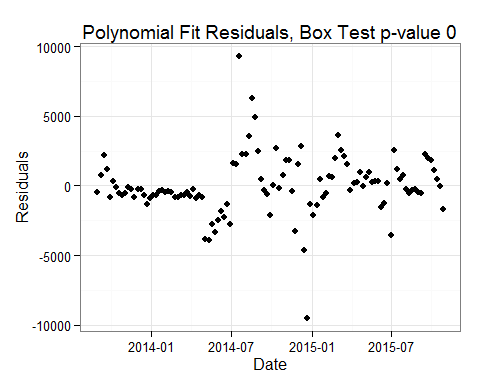 Polynomial Fit Residuals, Box Test p-value 0
10000
5000
0
-5000
-10000
Residuals
2014-01 2014-07 2015-01 2015-07
Date